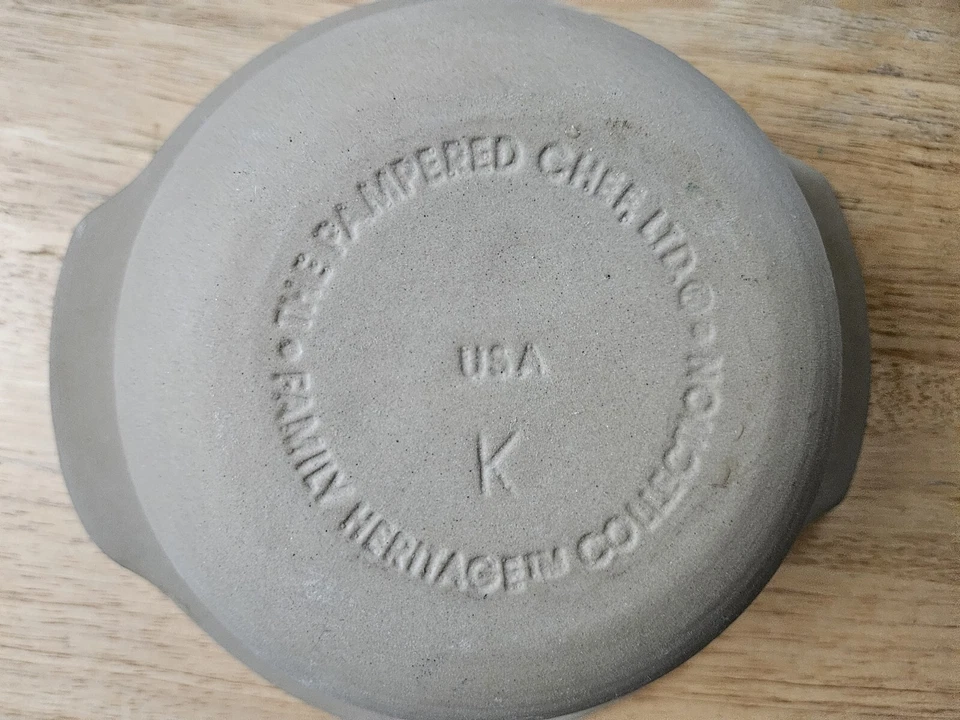 THE PAMPERED CHEF, LTD.®
FAMILY HERITAGE™ COLLECTION
USA
K